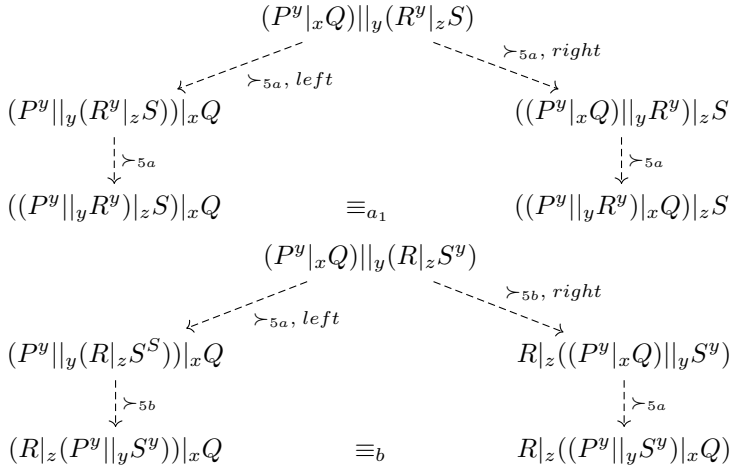 (P^y|_xQ)||_y(R^y|_zS)
≻_{5a}, left ≻_{5a}, right
(P^y||_y(R^y|_zS))|_xQ ((P^y|_xQ)||_yR^y)|_zS
≻_{5a} ≻_{5a}
((P^y||_yR^y)|_zS)|_xQ ≡_{a_1} ((P^y||_yR^y)|_xQ)|_zS
(P^y|_xQ)||_y(R|_zS^y)
≻_{5a}, left ≻_{5b}, right
(P^y||_y(R|_zS^S))|_xQ R|_z((P^y|_xQ)||_yS^y)
≻_{5b} ≻_{5a}
(R|_z(P^y||_yS^y))|_xQ ≡_b R|_z((P^y||_yS^y)|_xQ)